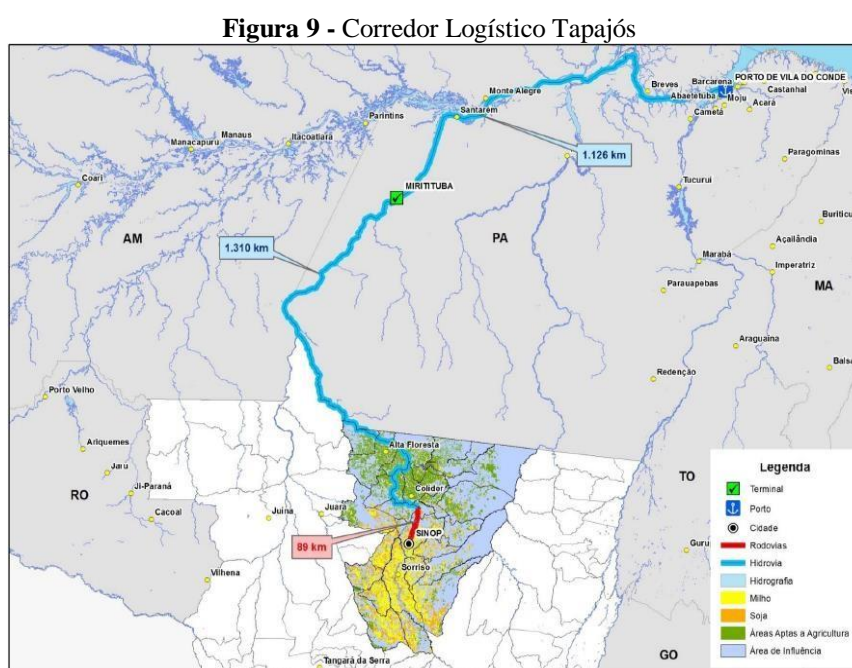 Figura 9 - Corredor Logístico Tapajós
Monte Alegre
Breves
Barcarena
PORTO DE VILA DO CONDE
Abaetetuba
Castanhal
Moju
Acará
Cametá
Santarém
Parintins
Itacoatiara
Manaus
Manacapuru
Coari
1.126 km
Paragominas
MIRITITUBA
Tucuruí
Buriticu
AM
PA
1.310 km
Açailândia
Marabá
Imperatriz
Parauapebas
MA
Araguaína
Balsa
Redenção
Porto Velho
Ariquemes
Jarú
RO
Ji-Paraná
Cacoal
Juina
Juara
Alta Floresta
Colider
SINOP
89 km
Sorriso
Vilhena
Tangará da Serra
TO
Guru
GO
Legenda
Terminal
Porto
Cidade
Rodovias
Hidrovia
Hidrografia
Milho
Soja
Áreas Aptas a Agricultura
Área de Influência